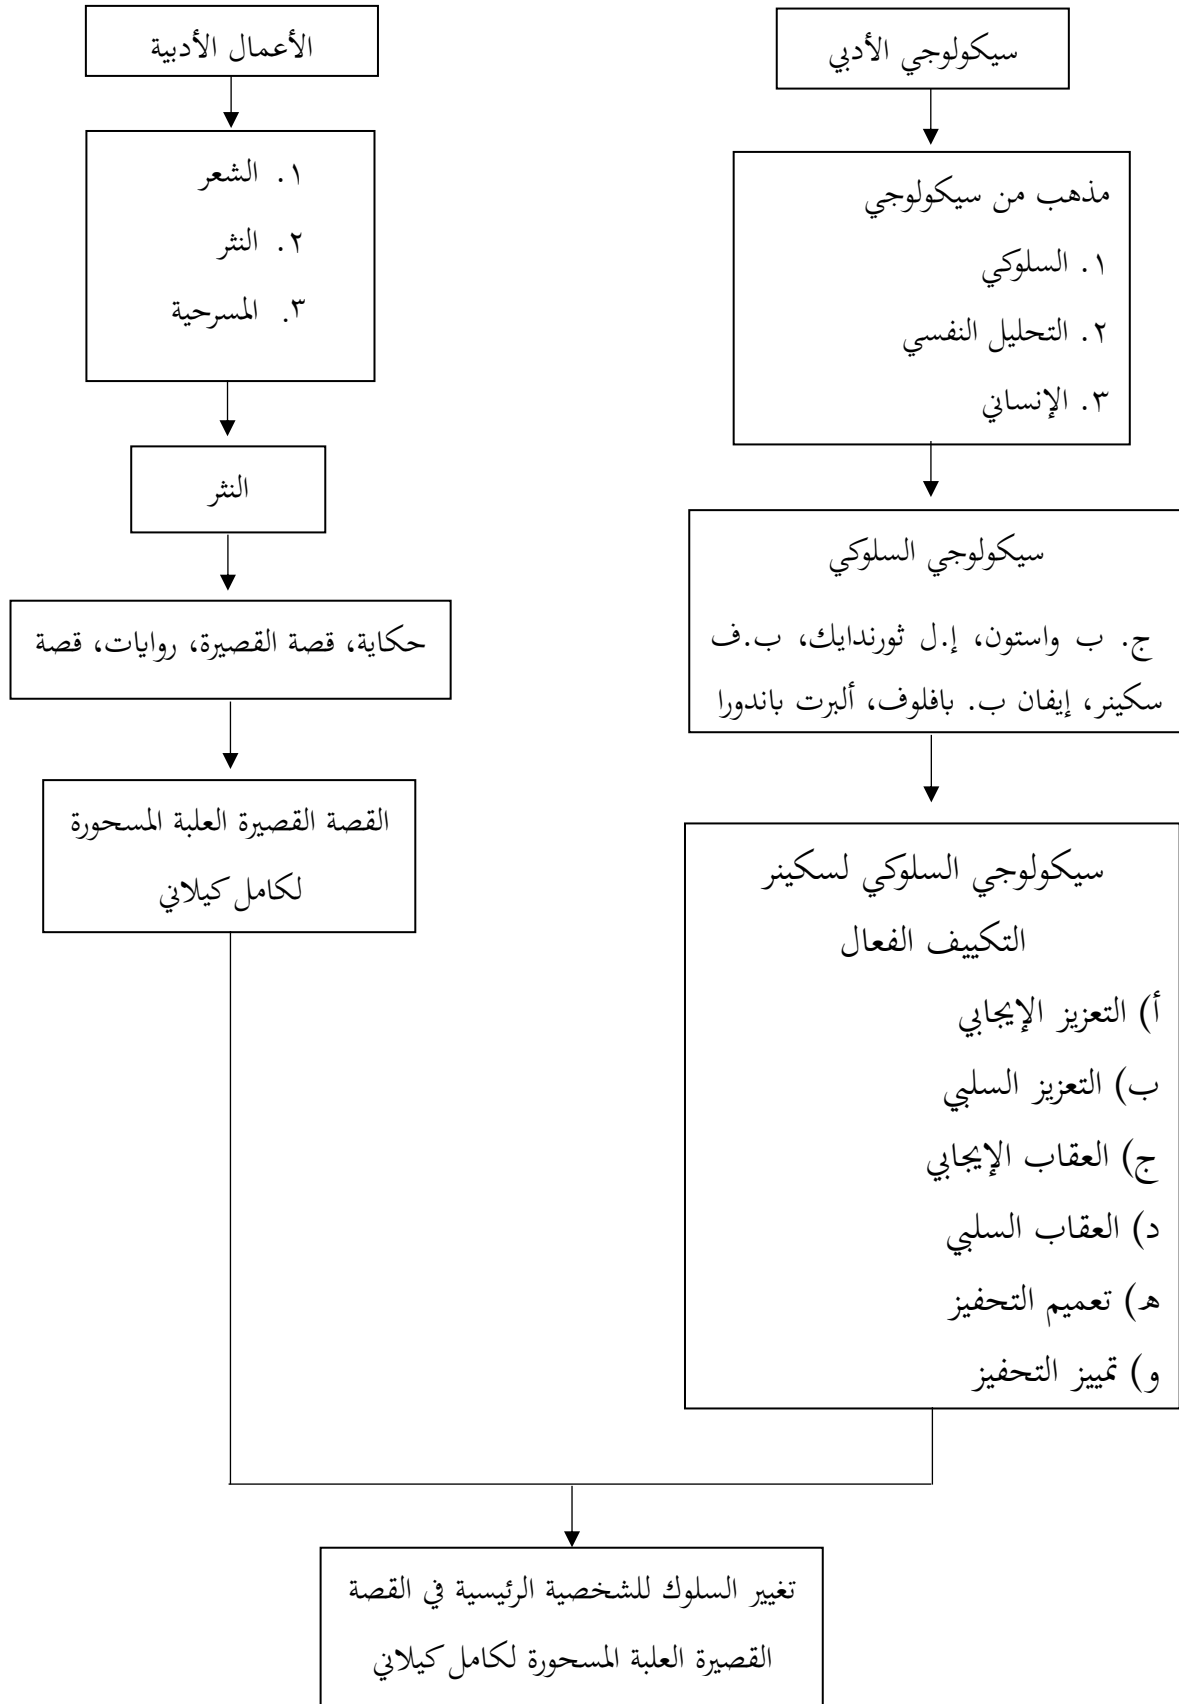 سيكولوجي الأدبي
مذهب من سيكولوجي
١. السلوكي
٢. التحليل النفسي
٣. الإنساني
سيكولوجي السلوكي
ج. ب واستون، إ.ل ثورندايك، ب.ف
سكينر، إيفان ب. بافلوف، ألبرت باندورا
سيكولوجي السلوكي لسكينر
التكييف الفعال
أ) التعزيز الإيجابي
ب) التعزيز السلبي
ج) العقاب الإيجابي
د) العقاب السلبي
هـ) تعميم التحفيز
و) تمييز التحفيز
الأعمال الأدبية
١. الشعر
٢. النثر
٣. المسرحية
النثر
حكاية، قصة القصيرة، روايات، قصة
القصة القصيرة العلبة المسحورة
لكامل كيلاني
تغيير السلوك للشخصية الرئيسية في القصة
القصيرة العلبة المسحورة لكامل كيلاني